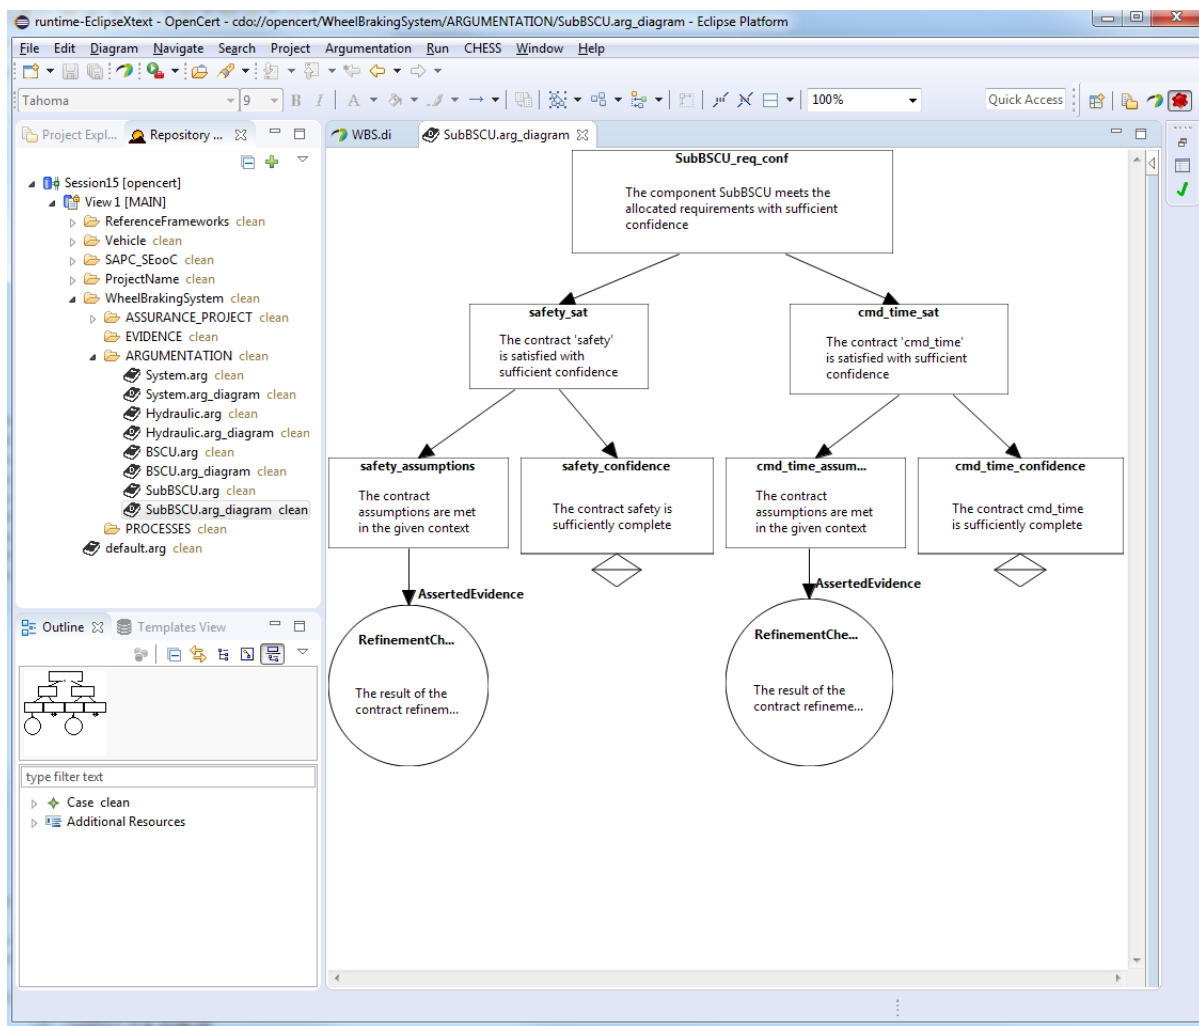 runtime-EclipseXtext - OpenCert - cdo://opencert/WheelBrakingSystem/ARGUMENTATION/SubBSCU.arg_diagram - Eclipse Platform
File Edit Diagram Navigate Search Project Argumentation Run CHESS Window Help
Tahoma 9 B I A 100% Quick Access
Project Expl... Repository ...
Session15 [opencert]
View 1 [MAIN]
ReferenceFrameworks clean
Vehicle clean
SAPC_SEooC clean
ProjectName clean
WheelBrakingSystem clean
ASSURANCE_PROJECT clean
EVIDENCE clean
ARGUMENTATION clean
System.arg clean
System.arg_diagram clean
Hydraulic.arg clean
Hydraulic.arg_diagram clean
BSCU.arg clean
BSCU.arg_diagram clean
SubBSCU.arg clean
SubBSCU.arg_diagram clean
PROCESSES clean
default.arg clean
Outline Templates View
type filter text
Case clean
Additional Resources
WBS.di SubBSCU.arg_diagram
SubBSCU_req_conf
The component SubBSCU meets the
allocated requirements with sufficient
confidence
safety_sat
The contract 'safety'
is satisfied with
sufficient confidence
cmd_time_sat
The contract 'cmd_time'
is satisfied with sufficient
confidence
safety_assumptions
The contract
assumptions are met
in the given context
safety_confidence
The contract safety is
sufficiently complete
cmd_time_assum...
The contract
assumptions are met
in the given context
cmd_time_confidence
The contract cmd_time
is sufficiently complete
AssertedEvidence
RefinementCh...
The result of the
contract refinem...
AssertedEvidence
RefinementChe...
The result of the
contract refineme...